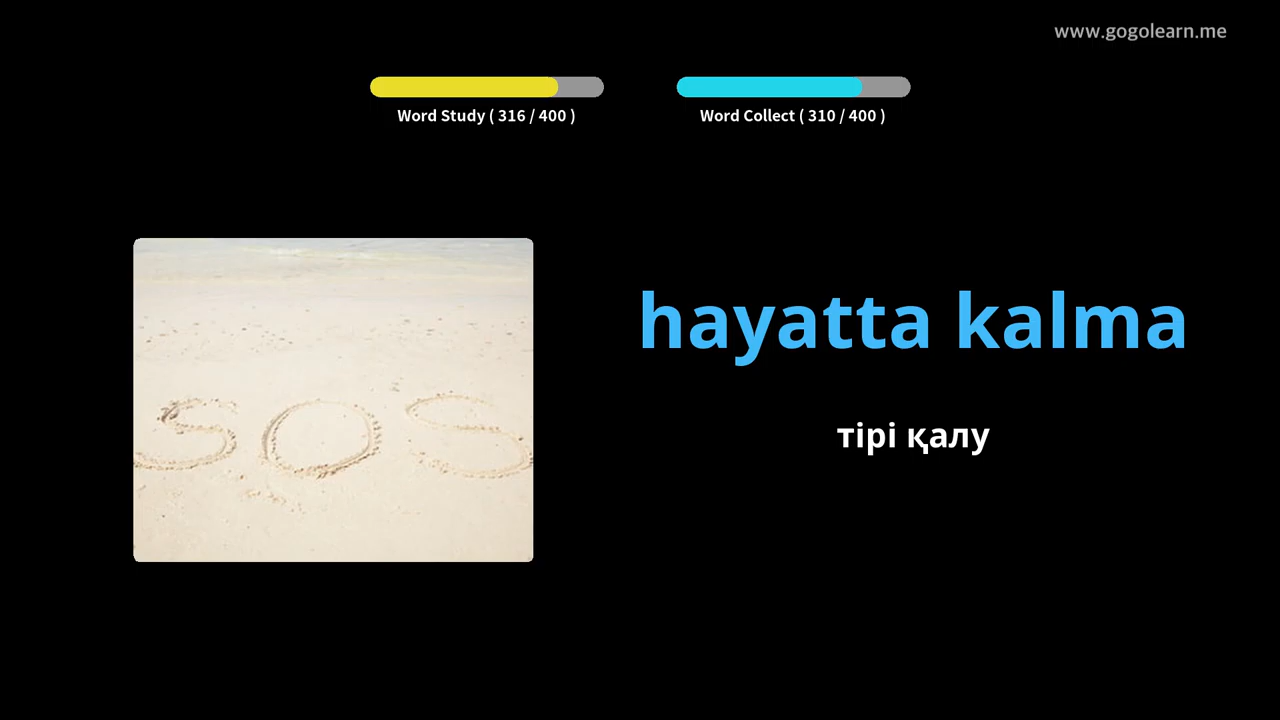 www.gogolearn.me
Word Study ( 316 / 400 )
Word Collect ( 310 / 400 )
hayatta kalma
тірі қалу
SOS